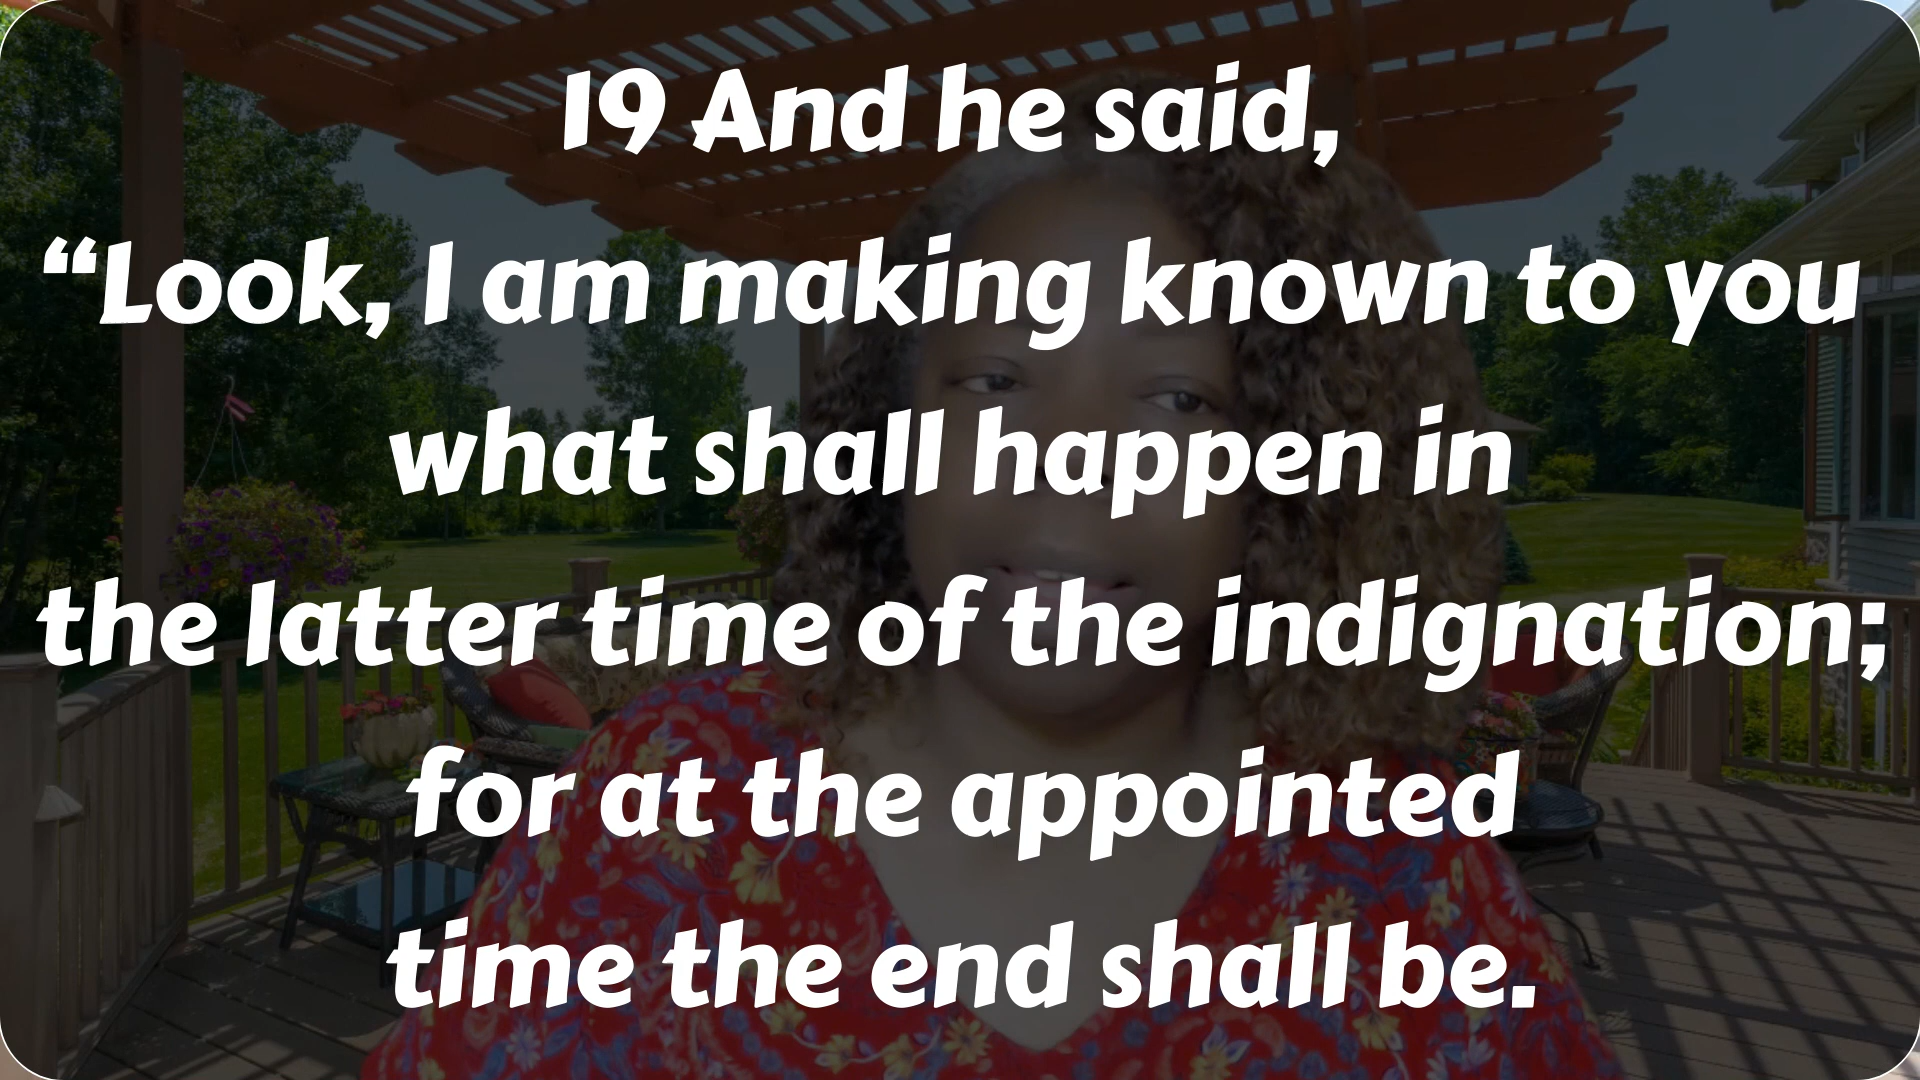 19 And he said,
“Look, I am making known to you
what shall happen in
the latter time of the indignation;
for at the appointed
time the end shall be.